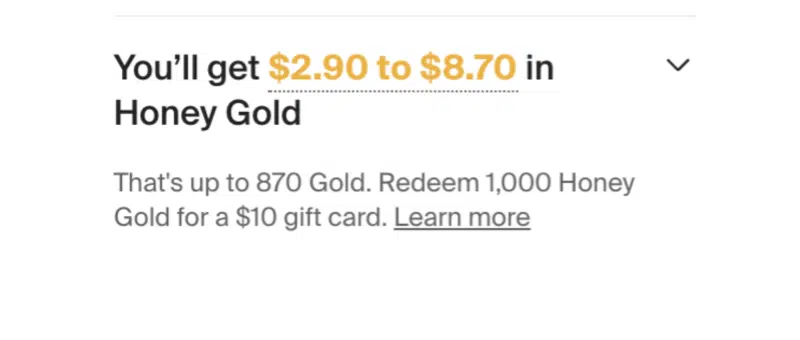 You'll get $2.90 to $8.70 in
Honey Gold
That's up to 870 Gold. Redeem 1,000 Honey
Gold for a $10 gift card. Learn more